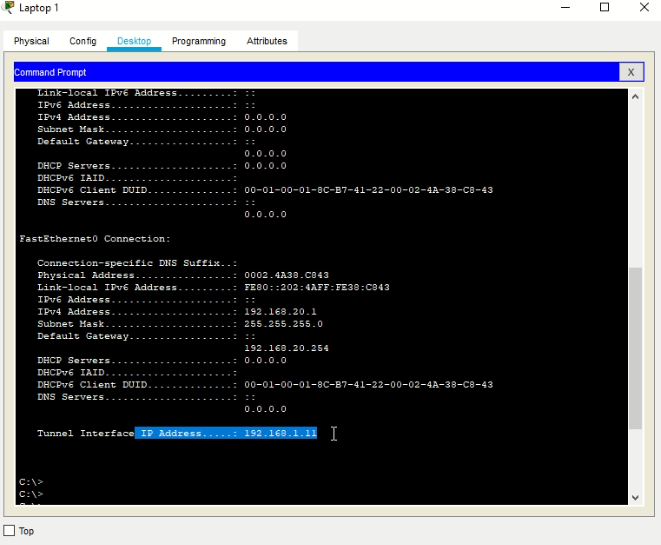 Laptop 1
Physical Config Desktop Programming Attributes
Command Prompt X
Link-local IPv6 Address.........: ::
IPv6 Address....................: ::
IPv4 Address....................: 0.0.0.0
Subnet Mask.....................: 0.0.0.0
Default Gateway.................: ::
0.0.0.0
DHCP Servers....................: 0.0.0.0
DHCPv6 IAID.....................:
DHCPv6 Client DUID..............: 00-01-00-01-8C-B7-41-22-00-02-4A-38-C8-43
DNS Servers.....................: ::
0.0.0.0
FastEthernet0 Connection:
Connection-specific DNS Suffix..:
Physical Address................: 0002.4A38.C843
Link-local IPv6 Address.........: FE80::202:4AFF:FE38:C843
IPv6 Address....................: ::
IPv4 Address....................: 192.168.20.1
Subnet Mask.....................: 255.255.255.0
Default Gateway.................: ::
192.168.20.254
DHCP Servers....................: 0.0.0.0
DHCPv6 IAID.....................:
DHCPv6 Client DUID..............: 00-01-00-01-8C-B7-41-22-00-02-4A-38-C8-43
DNS Servers.....................: ::
0.0.0.0
Tunnel Interface IP Address.....: 192.168.1.11
C:\>
C:\>
Top